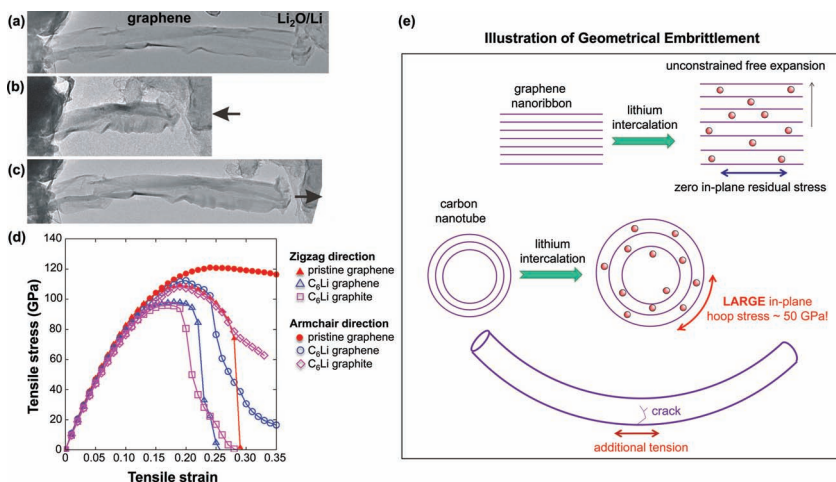 (a)
graphene
Li₂O/Li
(b)
(c)
(d)
Tensile stress (GPa)
140
120
100
80
60
40
20
0
0.00
0.05
0.10
0.15
0.20
0.25
0.30
0.35
Tensile strain
Zigzag direction
pristine graphene
C₆Li graphene
C₆Li graphite
Armchair direction
pristine graphene
C₆Li graphene
C₆Li graphite
(e)
Illustration of Geometrical Embrittlement
unconstrained free expansion
graphene
nanoribbon
lithium
intercalation
zero in-plane residual stress
carbon
nanotube
lithium
intercalation
LARGE in-plane
hoop stress ~ 50 GPa!
crack
additional tension